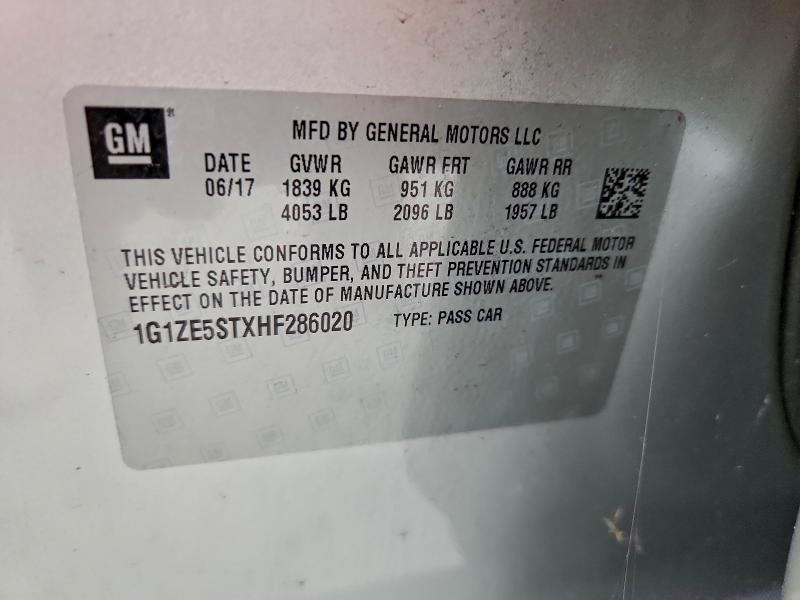 GM
MFD BY GENERAL MOTORS LLC
DATE GVWR GAWR FRT GAWR RR
06/17 1839 KG 951 KG 888 KG
4053 LB 2096 LB 1957 LB
THIS VEHICLE CONFORMS TO ALL APPLICABLE U.S. FEDERAL MOTOR
VEHICLE SAFETY, BUMPER, AND THEFT PREVENTION STANDARDS IN
EFFECT ON THE DATE OF MANUFACTURE SHOWN ABOVE.
1G1ZE5STXHF286020 TYPE: PASS CAR